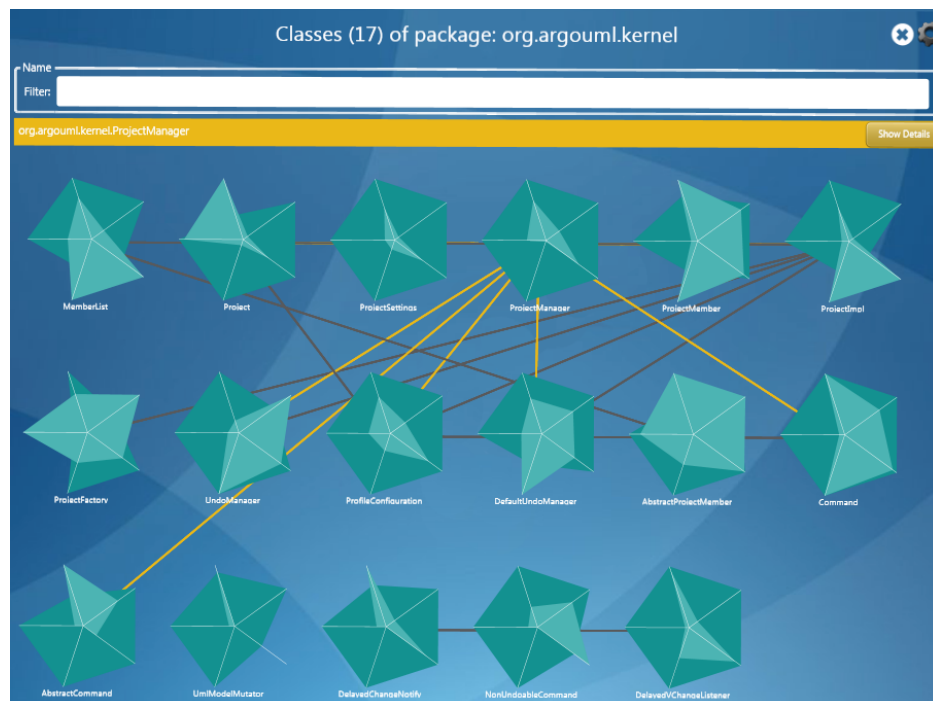 Classes (17) of package: org.argouml.kernel
Name
Filter:
org.argouml.kernel.ProjectManager
Show Details
MemberList
Project
ProjectSettings
ProjectManager
ProjectMember
ProjectImpl
ProjectFactory
UndoManager
ProfileConfiguration
DefaultUndoManager
AbstractProjectMember
Command
AbstractCommand
UmlModelMutator
DelayedChangeNotify
NonUndoableCommand
DelayedVChangeListener